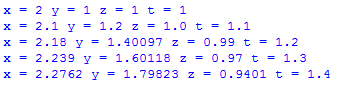 x = 2 y = 1 z = 1 t = 1
x = 2.1 y = 1.2 z = 1.0 t = 1.1
x = 2.18 y = 1.40097 z = 0.99 t = 1.2
x = 2.239 y = 1.60118 z = 0.97 t = 1.3
x = 2.2762 y = 1.79823 z = 0.9401 t = 1.4